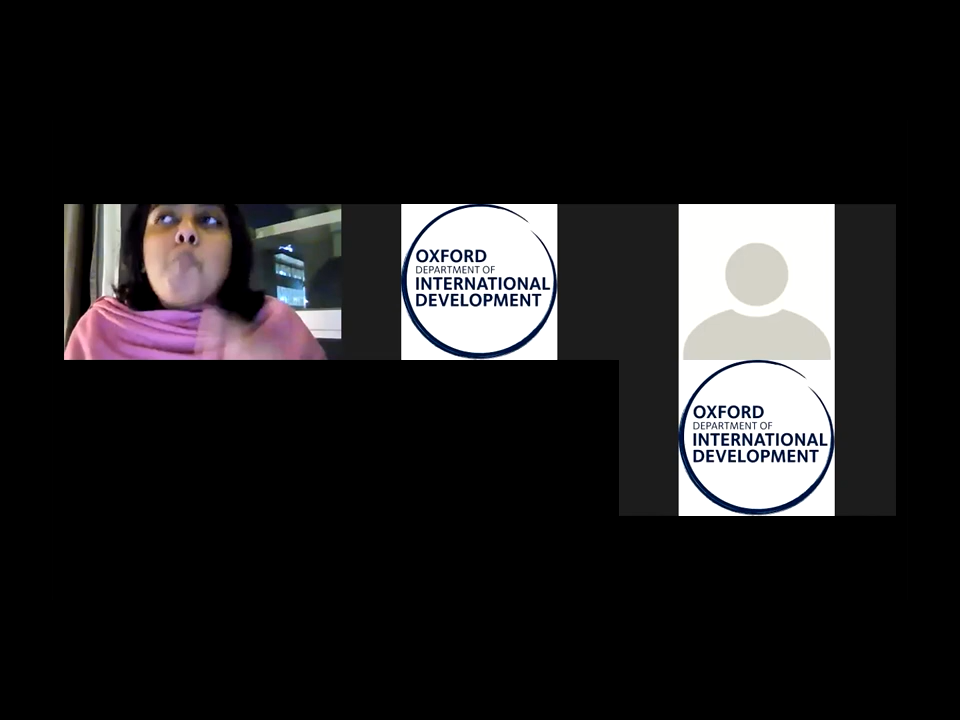 OXFORD
DEPARTMENT OF
INTERNATIONAL
DEVELOPMENT
OXFORD
DEPARTMENT OF
INTERNATIONAL
DEVELOPMENT